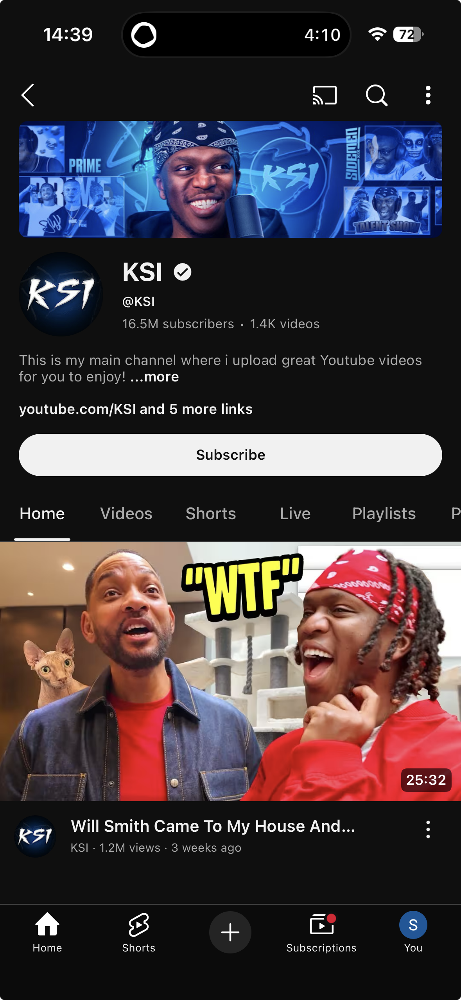 14:39
4:10
72
PRIME
PRIME
KSI
SIDEMEN
XIX
TALENT SHOW
KSI
KSI
@KSI
16.5M subscribers • 1.4K videos
This is my main channel where i upload great Youtube videos
for you to enjoy! ...more
youtube.com/KSI and 5 more links
Subscribe
Home Videos Shorts Live Playlists P
"WTF"
25:32
KSI
Will Smith Came To My House And...
KSI · 1.2M views · 3 weeks ago
S
Home Shorts Subscriptions You